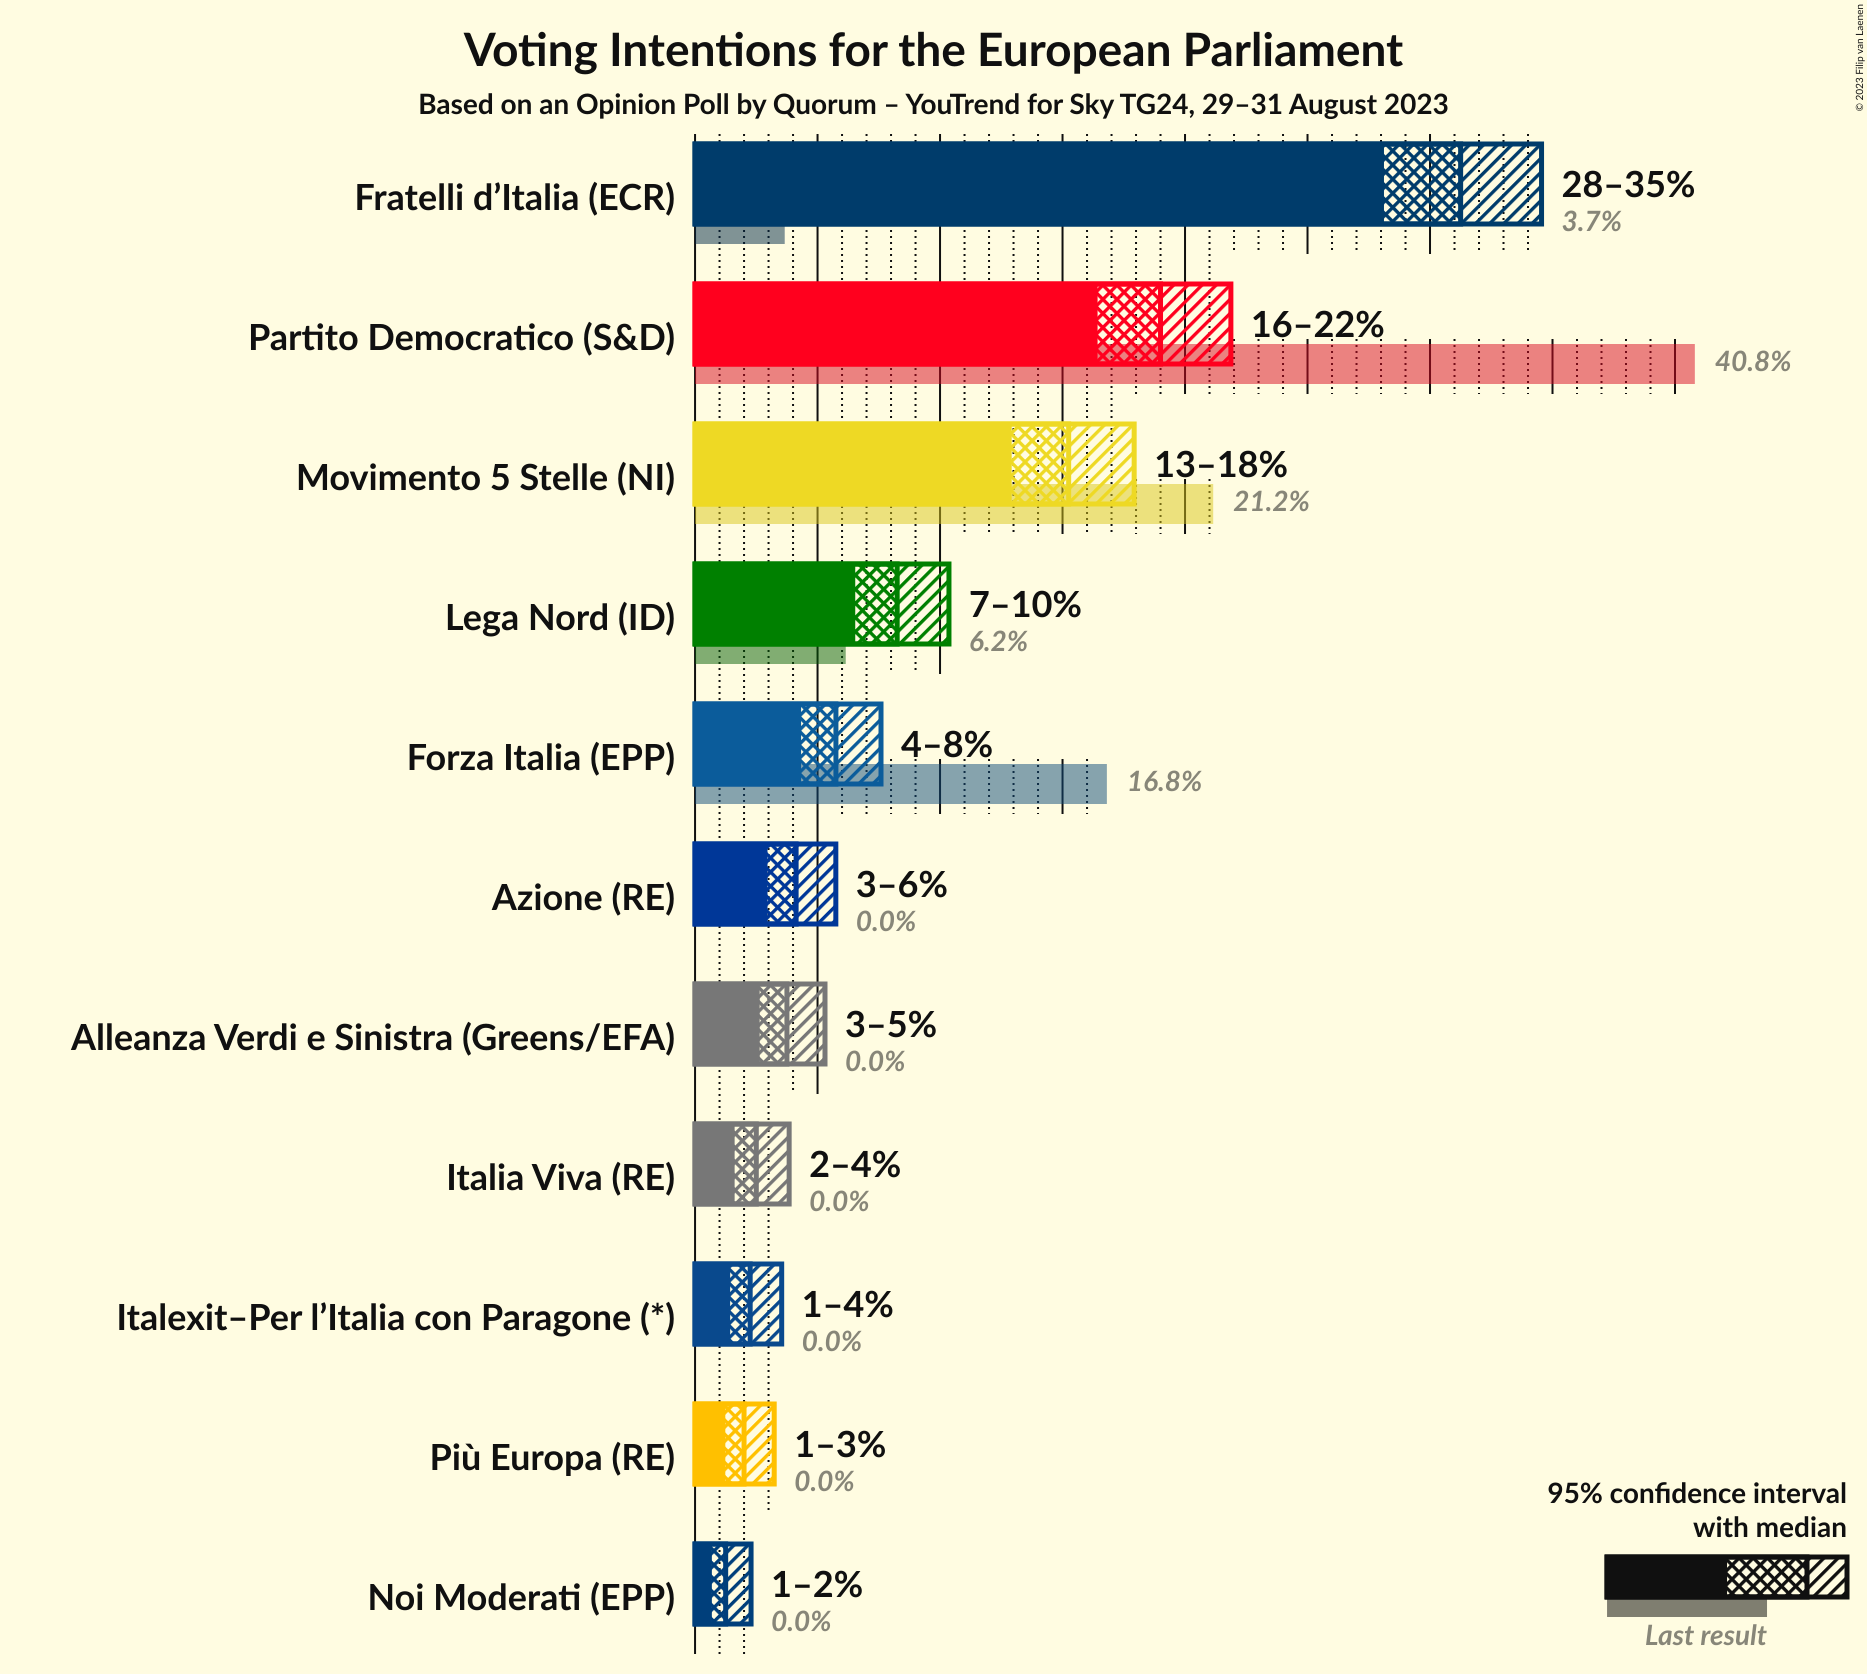 Voting Intentions for the European Parliament
Based on an Opinion Poll by Quorum – YouTrend for Sky TG24, 29–31 August 2023
© 2023 Filip van Laenen
Fratelli d’Italia (ECR)
28–35%
3.7%
Partito Democratico (S&D)
16–22%
40.8%
Movimento 5 Stelle (NI)
13–18%
21.2%
Lega Nord (ID)
7–10%
6.2%
Forza Italia (EPP)
4–8%
16.8%
Azione (RE)
3–6%
0.0%
Alleanza Verdi e Sinistra (Greens/EFA)
3–5%
0.0%
Italia Viva (RE)
2–4%
0.0%
Italexit–Per l’Italia con Paragone (*)
1–4%
0.0%
Più Europa (RE)
1–3%
0.0%
Noi Moderati (EPP)
1–2%
0.0%
95% confidence interval
with median
Last result